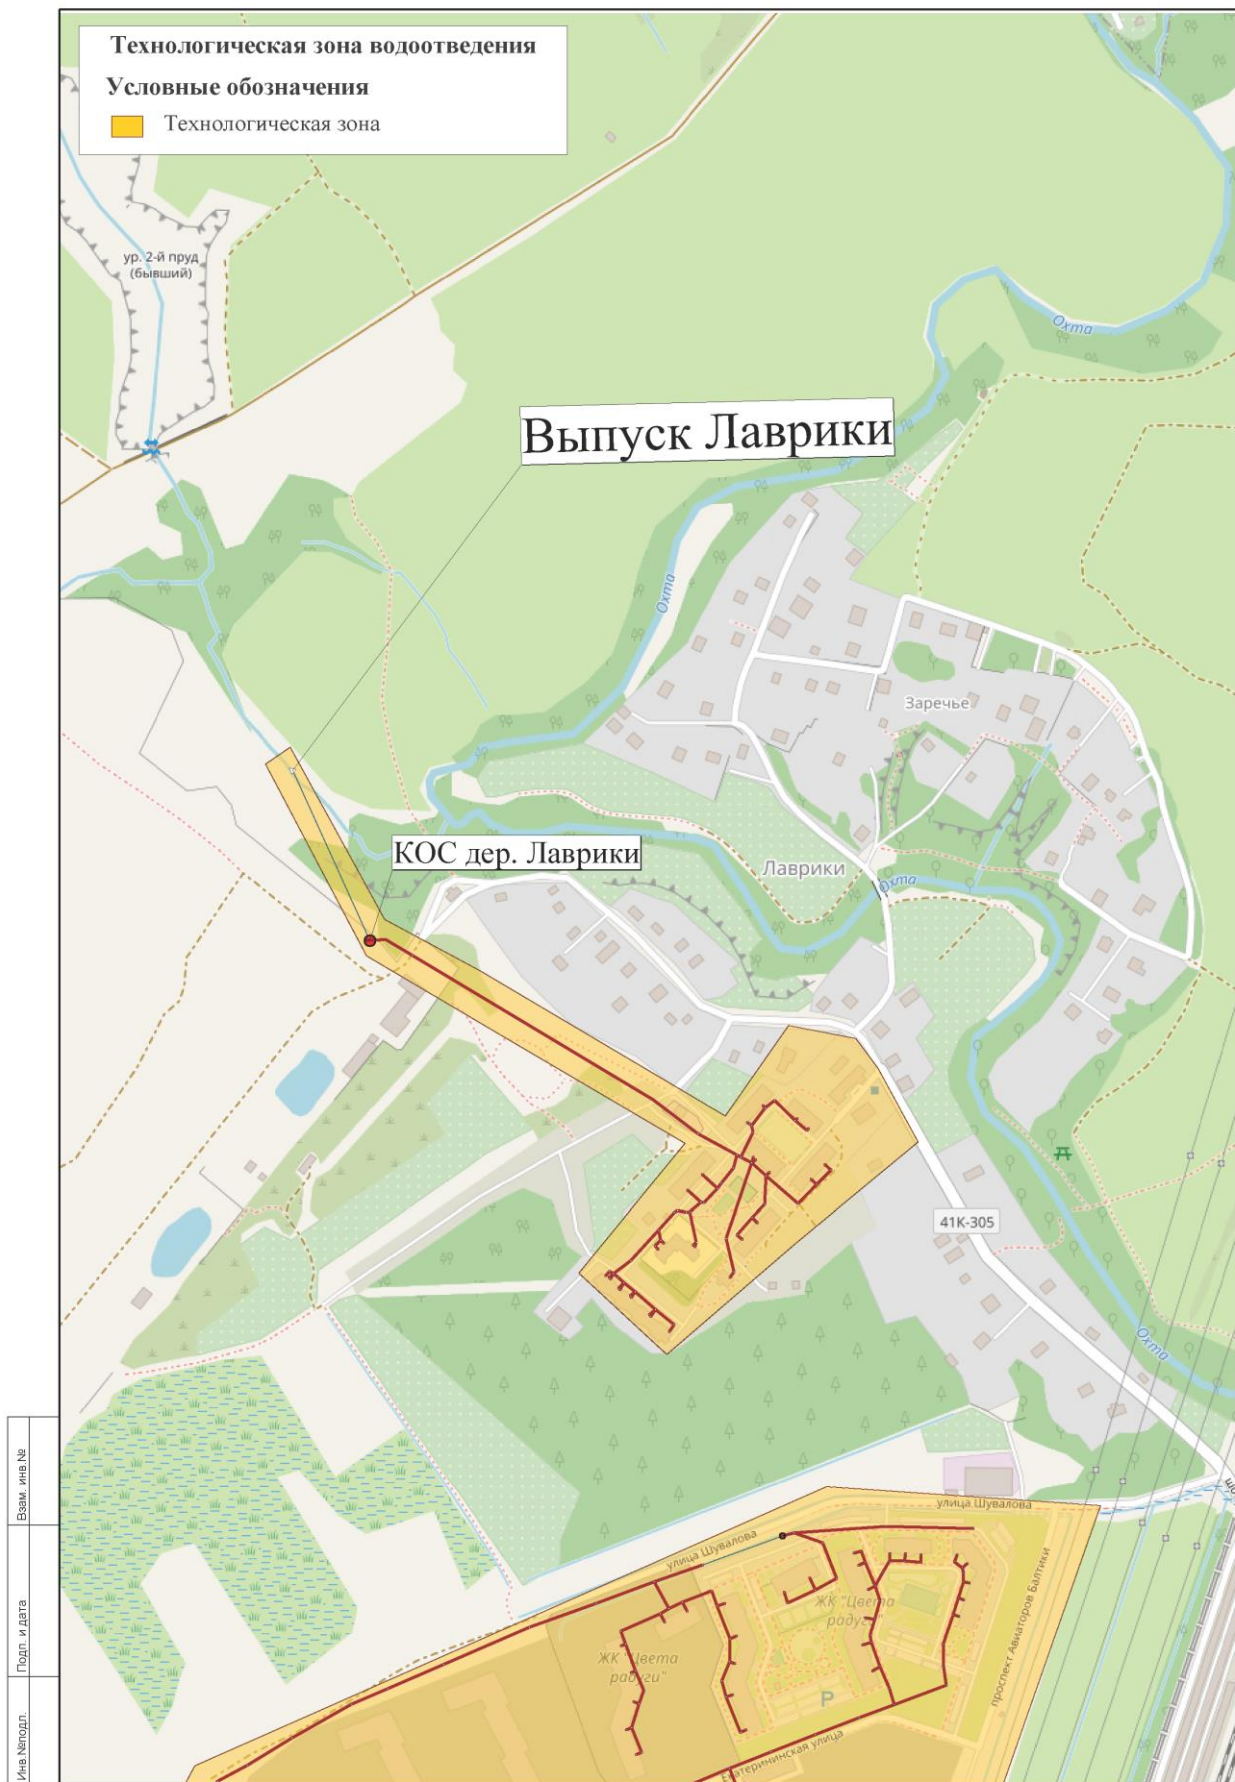 Технологическая зона водоотведения
Условные обозначения
Технологическая зона
ур. 2-й пруд
(бывший)
Охта
Выпуск Лаврики
Охта
Заречье
КОС дер. Лаврики
Лаврики
Охта
41К-305
Охта
улица Шувалова
улица Шувалова
проспект Авиаторов Балтики
ЖК "Цвета
радуги"
ЖК "Цвета
радуги"
P
Екатерининская улица
Взам. инв.№
Подп. и дата
Инв.№подл.